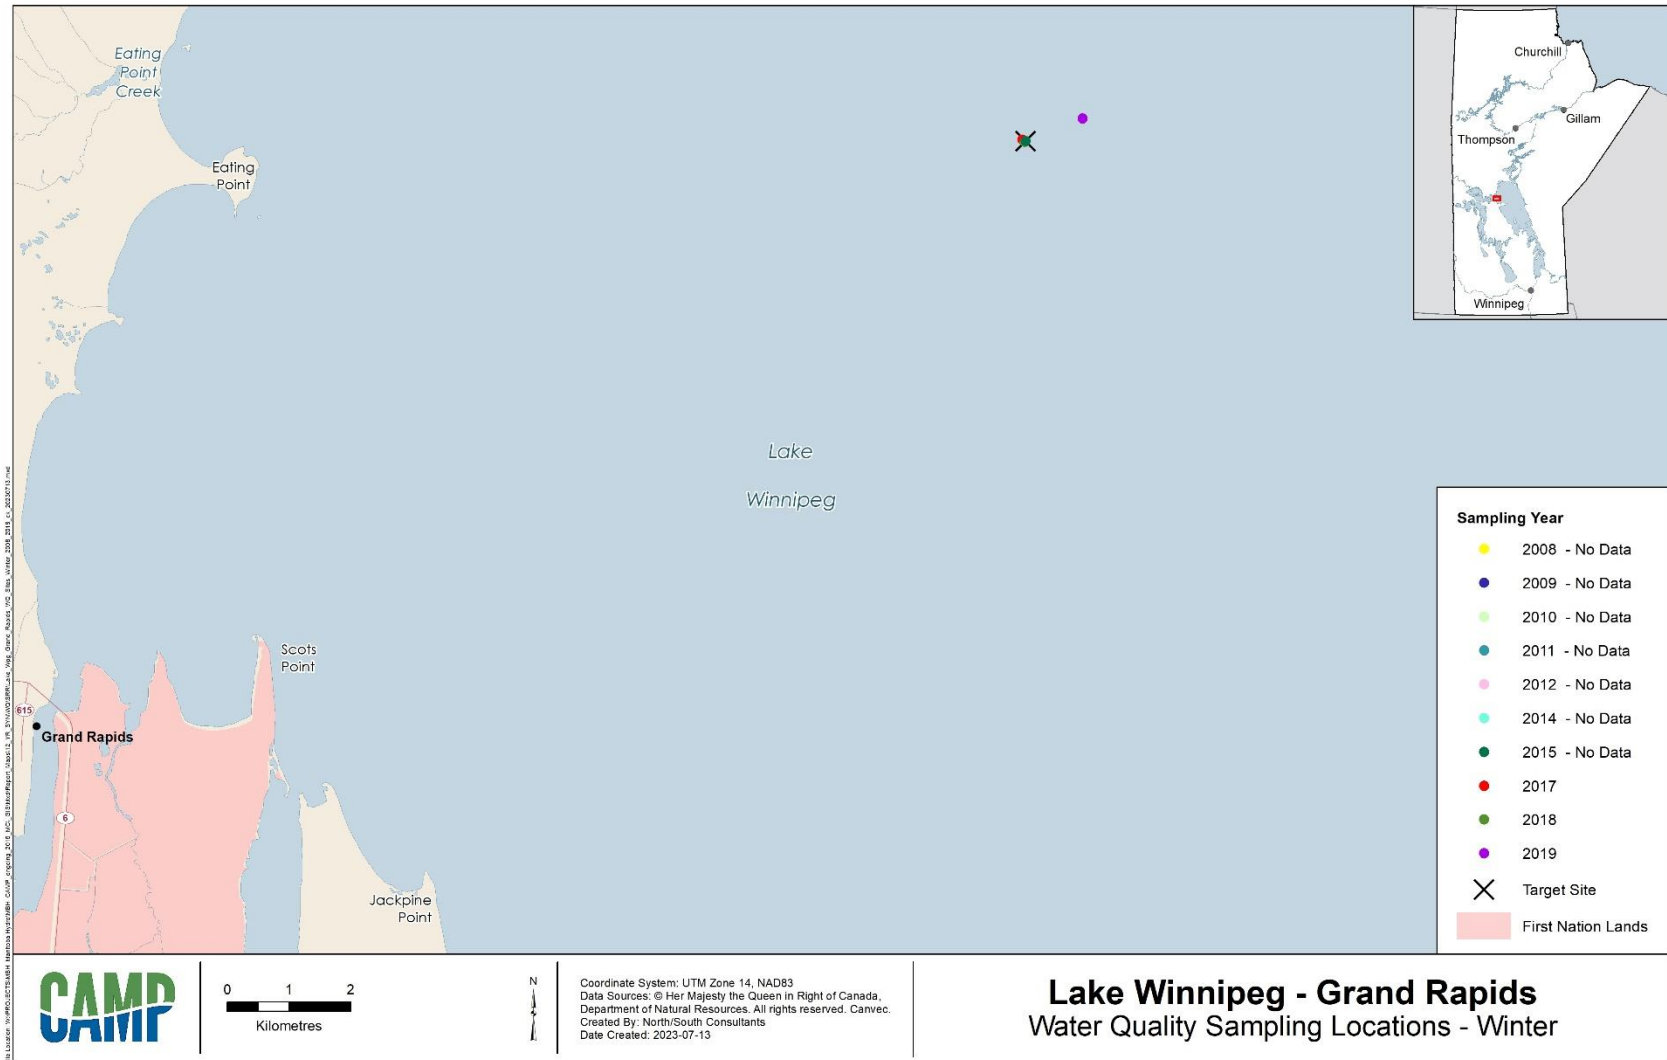 Eating
Point
Creek
Eating
Point
Churchill
Gillam
Thompson
Winnipeg
Lake
Winnipeg
Scots
Point
615
Grand Rapids
6
Jackpine
Point
Sampling Year
2008 - No Data
2009 - No Data
2010 - No Data
2011 - No Data
2012 - No Data
2014 - No Data
2015 - No Data
2017
2018
2019
Target Site
First Nation Lands
CAMP
0 1 2
Kilometres
N
Coordinate System: UTM Zone 14, NAD83
Data Sources: © Her Majesty the Queen in Right of Canada,
Department of Natural Resources. All rights reserved. Canvec.
Created By: North/South Consultants
Date Created: 2023-07-13
Lake Winnipeg - Grand Rapids
Water Quality Sampling Locations - Winter